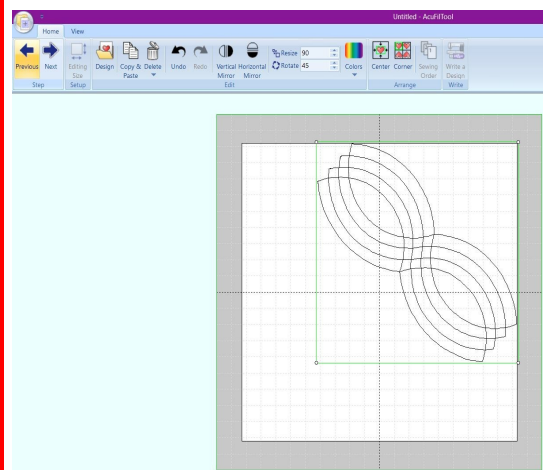 Untitled - AcuFilTool
Home View
Previous Next Editing Size Design Copy & Paste Delete Undo Redo Vertical Mirror Horizontal Mirror Resize 90 Rotate 45 Colors Center Corner Sewing Order Write a Design
Step Setup Edit Arrange Write